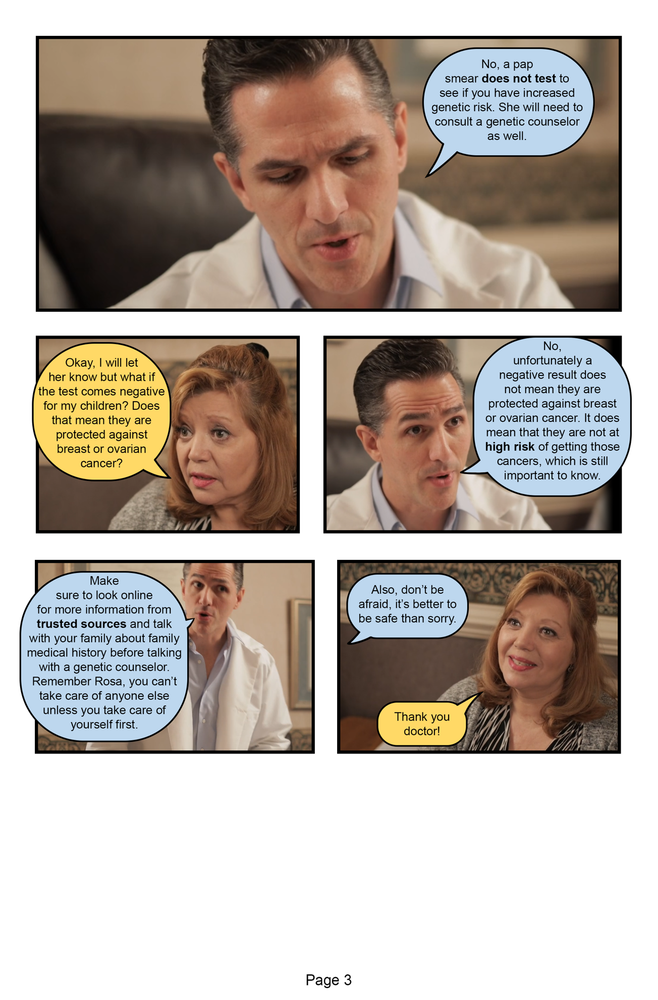 No, a pap
smear does not test to
see if you have increased
genetic risk. She will need to
consult a genetic counselor
as well.
Okay, I will let
her know but what if
the test comes negative
for my children? Does
that mean they are
protected against
breast or ovarian
cancer?
No,
unfortunately a
negative result does
not mean they are
protected against breast
or ovarian cancer. It does
mean that they are not at
high risk of getting those
cancers, which is still
important to know.
Make
sure to look online
for more information from
trusted sources and talk
with your family about family
medical history before talking
with a genetic counselor.
Remember Rosa, you can’t
take care of anyone else
unless you take care of
yourself first.
Also, don’t be
afraid, it’s better to
be safe than sorry.
Thank you
doctor!
Page 3